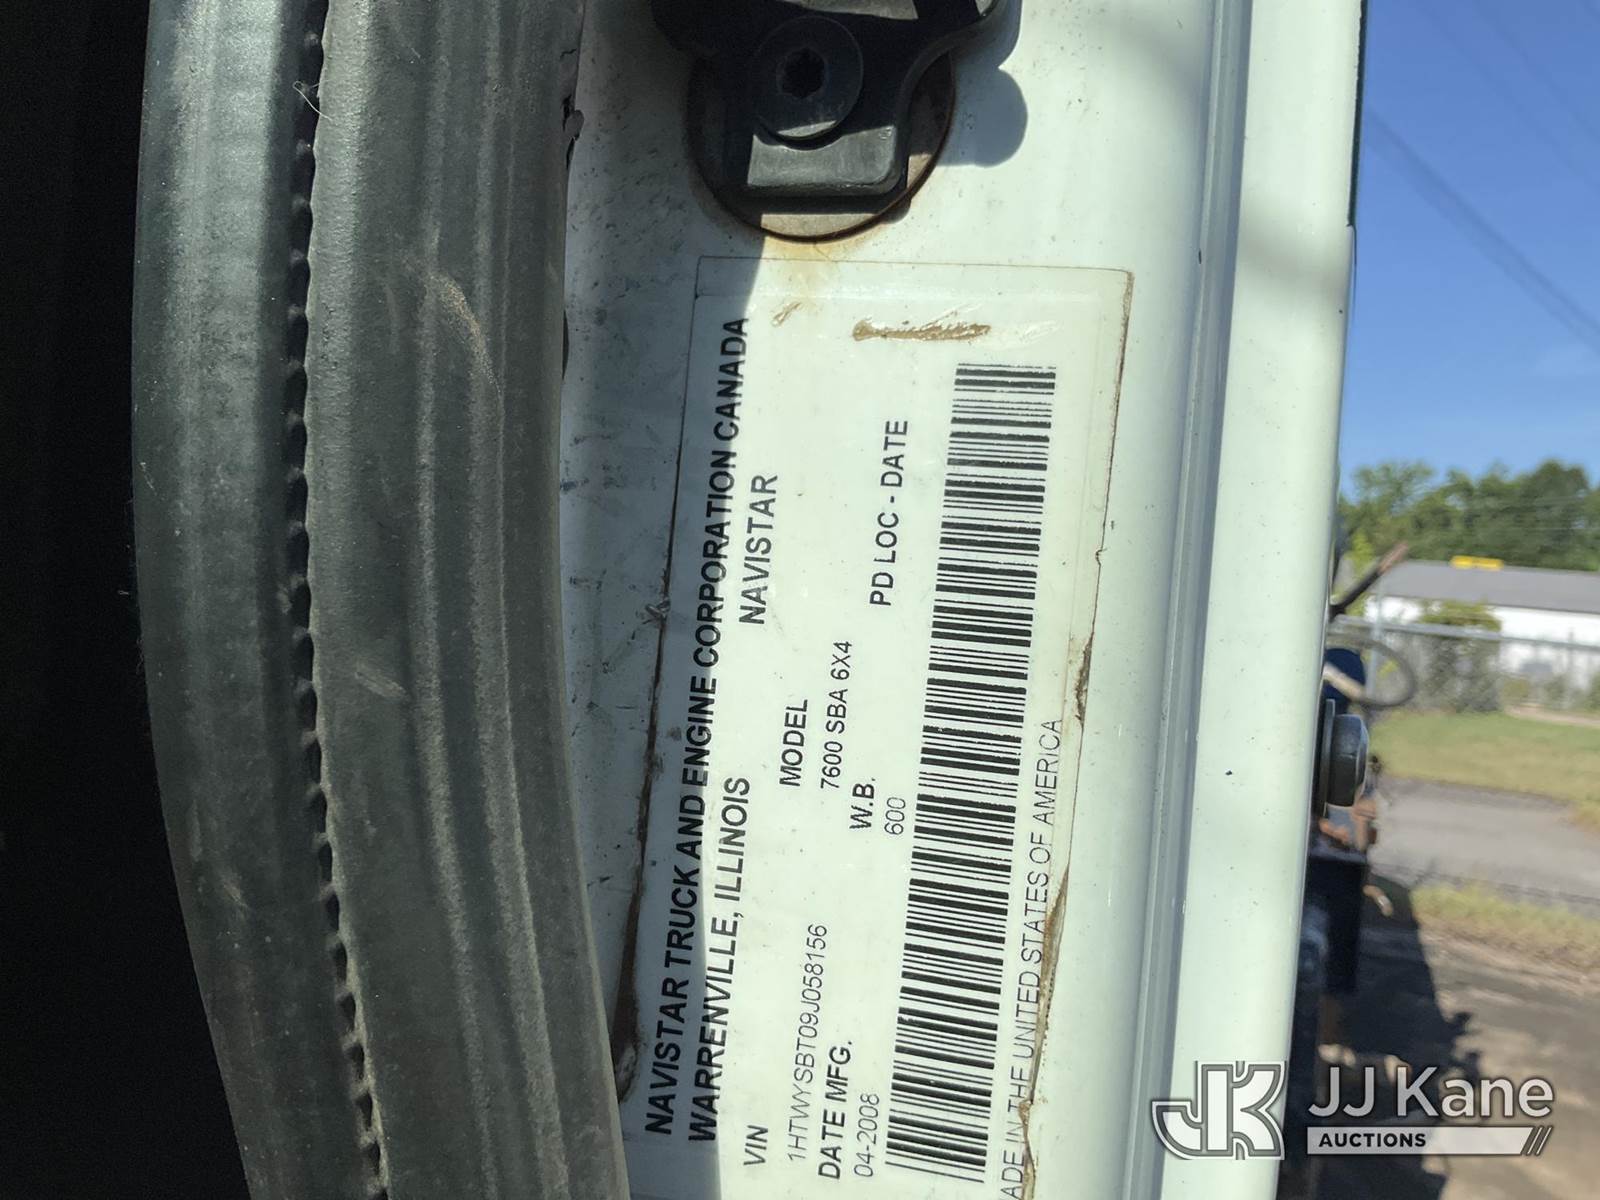 NAVISTAR TRUCK AND ENGINE CORPORATION CANADA
WARRENVILLE, ILLINOIS NAVISTAR
VIN MODEL
1HTWYSBT09J058156 7600 SBA 6X4
DATE MFG. W.B. PD LOC - DATE
04-2008 600
ADE IN THE UNITED STATES OF AMERICA
JJK
JJ Kane
AUCTIONS